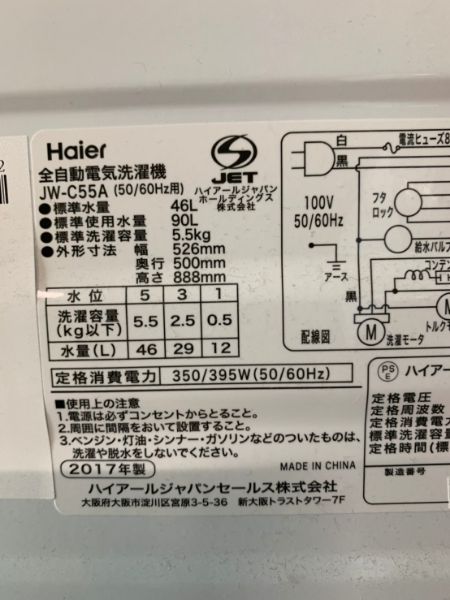 2
Haier
全自動電気洗濯機
JW-C55A (50/60Hz用)
JET
ハイアールジャパン
ホールディングス
株式会社
●標準水量 46L
●標準使用水量 90L
●標準洗濯容量 5.5kg
●外形寸法 幅 526mm
奥行 500mm
高さ 888mm
水位 5 3 1
洗濯容量
(kg以下) 5.5 2.5 0.5
水量(L) 46 29 12
定格消費電力 350/395W(50/60Hz)
■使用上の注意
1.電源は必ずコンセントからとること。
2.周囲に間隔をおいて設置すること。
3.ベンジン・灯油・シンナー・ガソリンなどのついたものは、
洗濯や脱水をしないでください。
2017年製
MADE IN CHINA
ハイアールジャパンセールス株式会社
大阪府大阪市淀川区宮原3-5-36 新大阪トラストタワー7F
白
黒
電流ヒューズ8
100V
50/60Hz
アース
フタ
ロック
給水バルブ
コンデン
黒
M
M
洗濯モータ
トルクモ
配線図
PS
E
ハイアー
定格電圧
定格周波数
定格消費電力
標準洗濯容
定格時間(標
製造番号